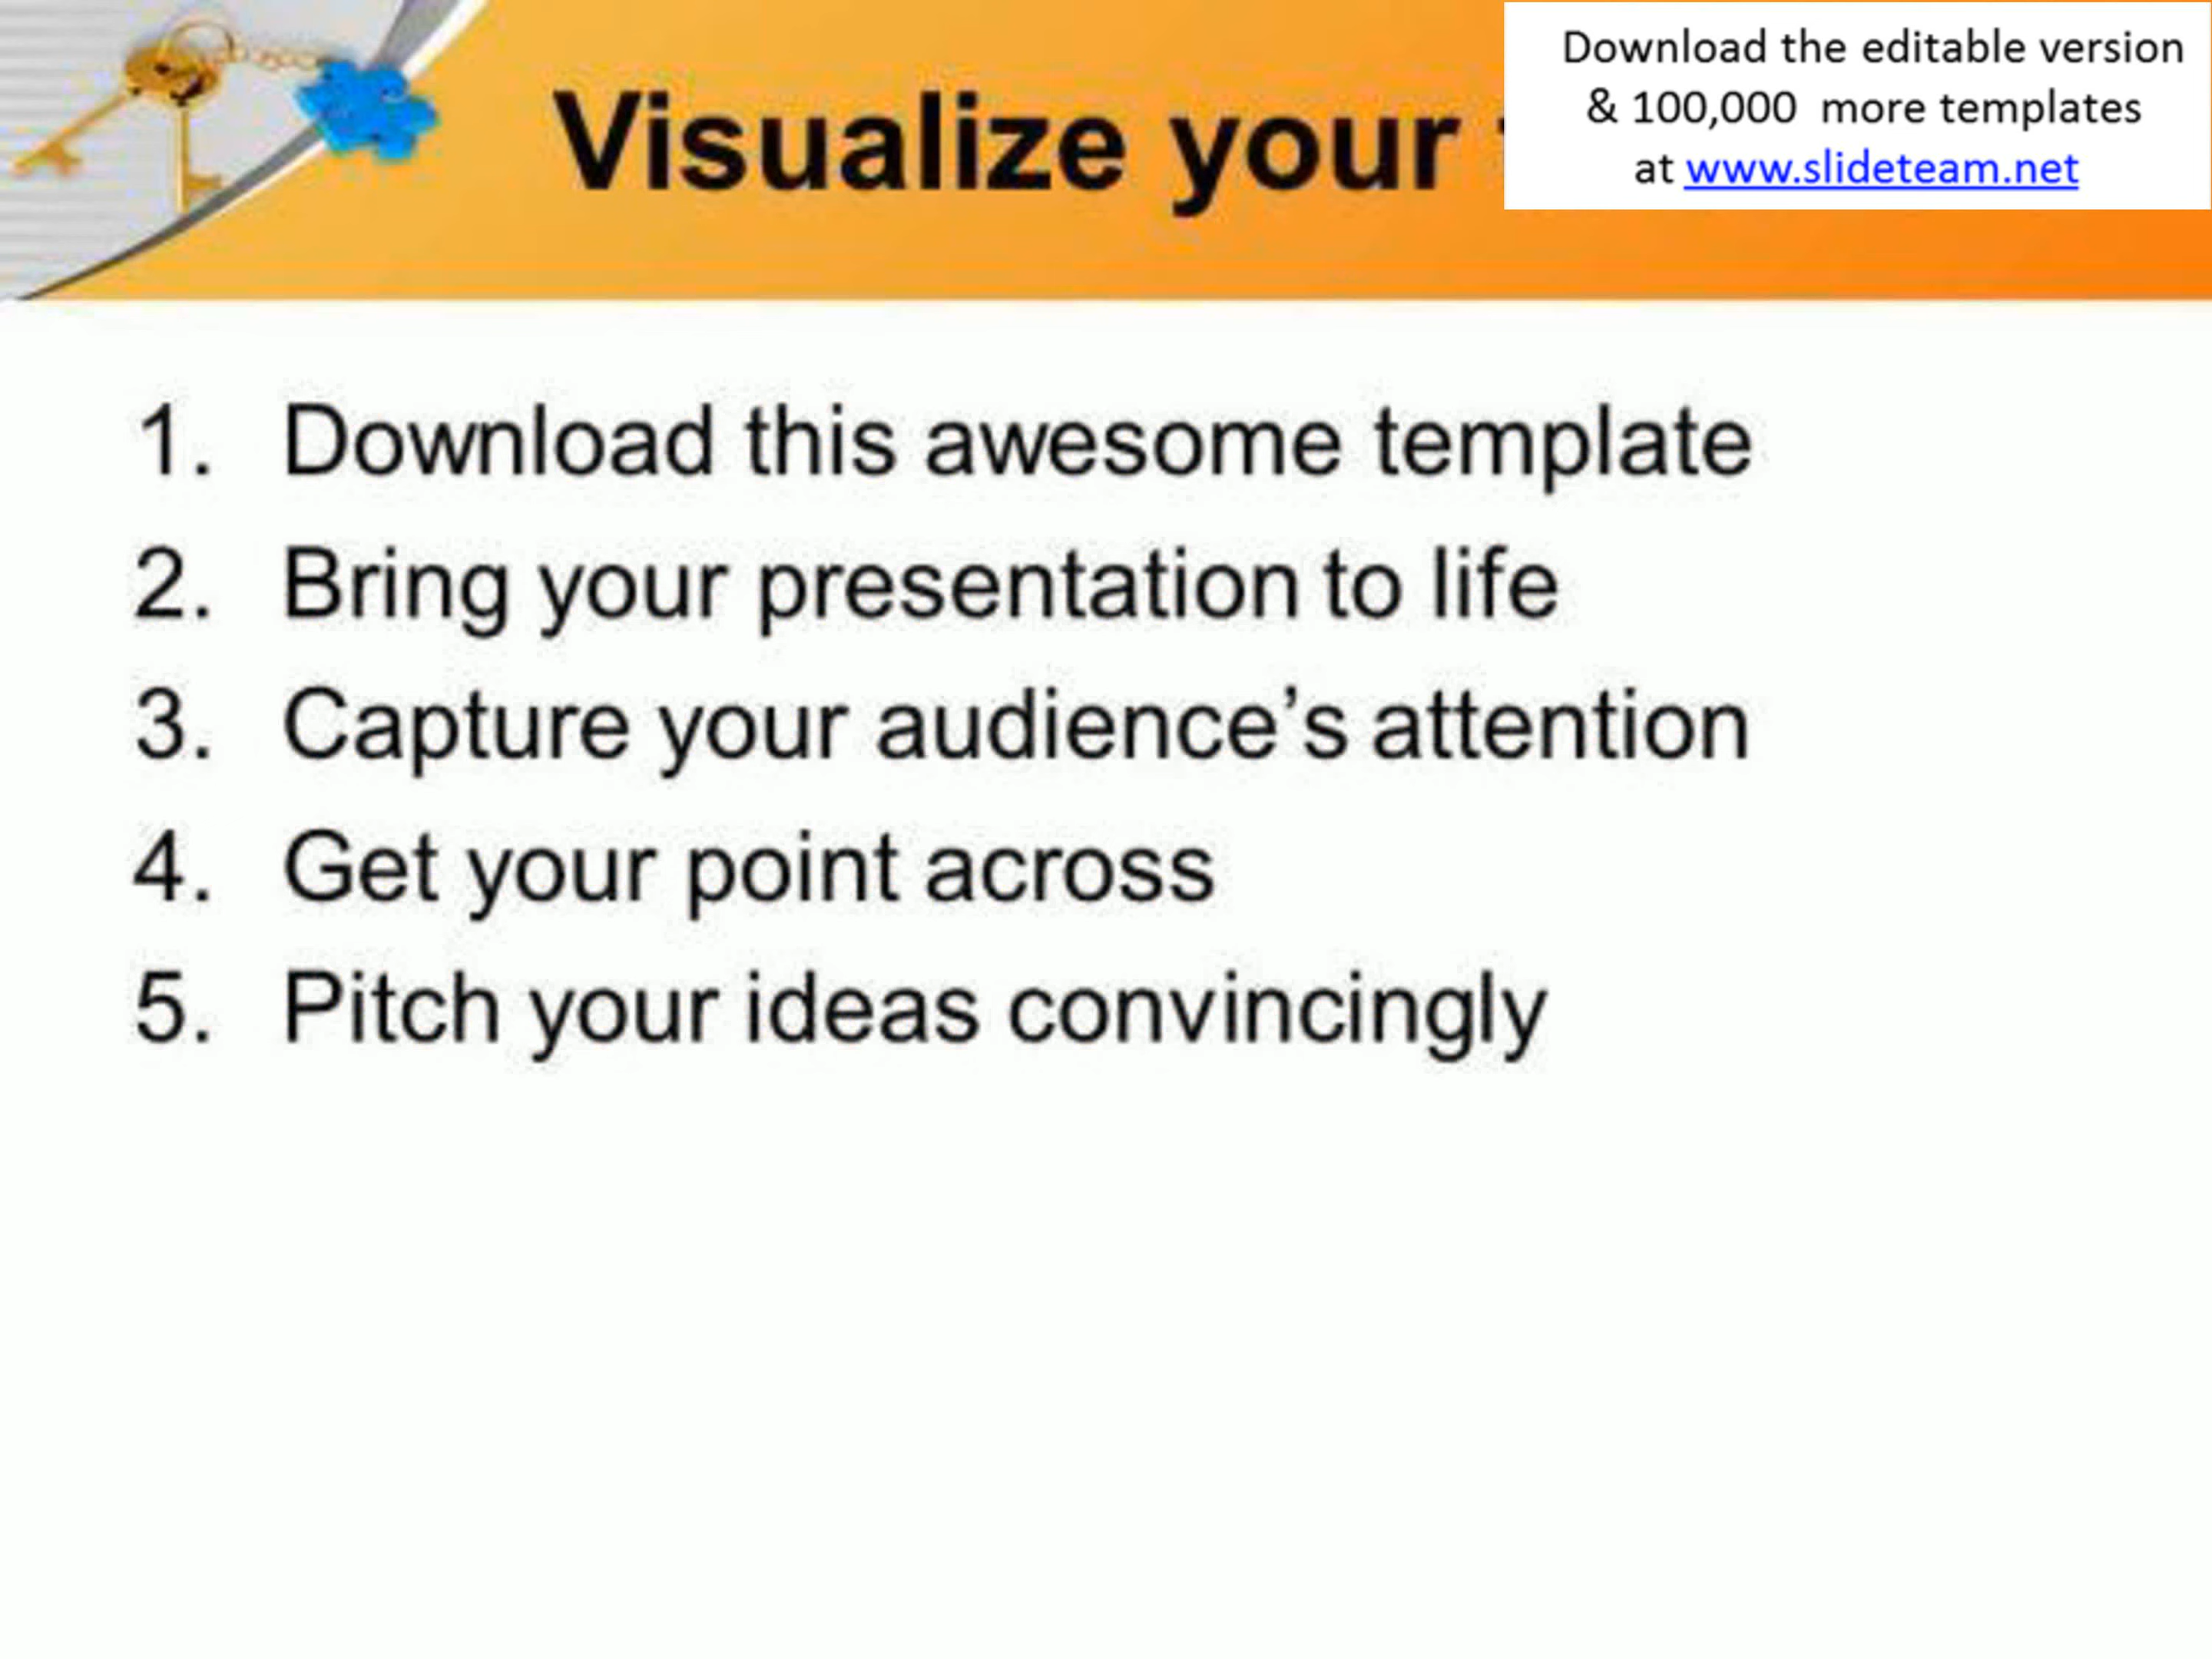 Visualize your
Download the editable version
& 100,000 more templates
at www.slideteam.net
1. Download this awesome template
2. Bring your presentation to life
3. Capture your audience’s attention
4. Get your point across
5. Pitch your ideas convincingly